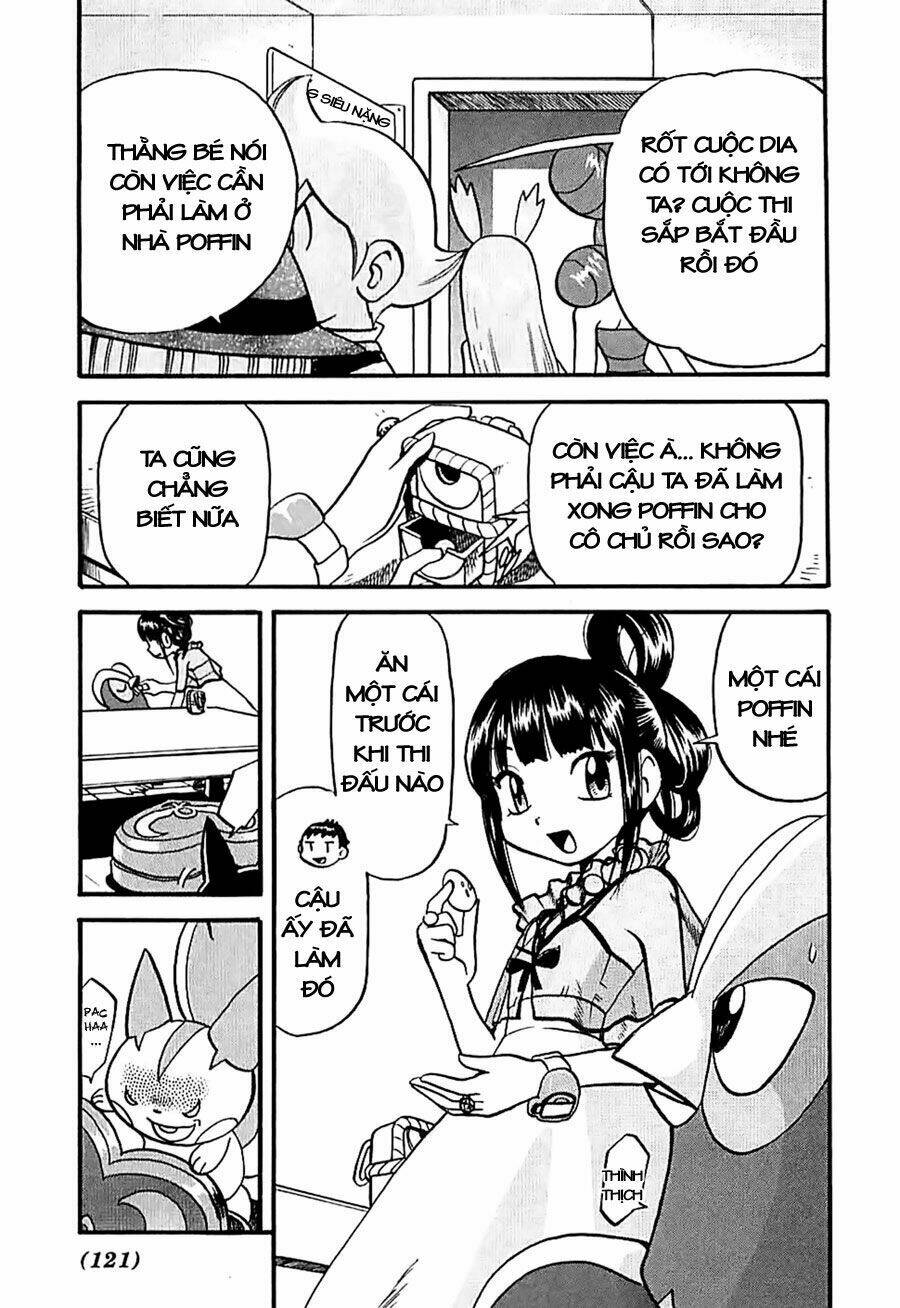 RỐT CUỘC DIA
CÓ TỚI KHÔNG
TA? CUỘC THI
SẮP BẮT ĐẦU
RỒI ĐÓ
G SIÊU NẶNG
THẰNG BÉ NÓI
CÒN VIỆC CẦN
PHẢI LÀM Ở
NHÀ POFFIN
CÒN VIỆC À... KHÔNG
PHẢI CẬU TA ĐÃ LÀM
XONG POFFIN CHO
CÔ CHỦ RỒI SAO?
TA CŨNG
CHẲNG
BIẾT NỮA
MỘT CÁI
POFFIN
NHÉ
ĂN
MỘT CÁI
TRƯỚC
KHI THI
ĐẤU NÀO
CẬU
ẤY ĐÃ
LÀM
ĐÓ
THÌNH
THỊCH
PAC
HAA
...
(121)